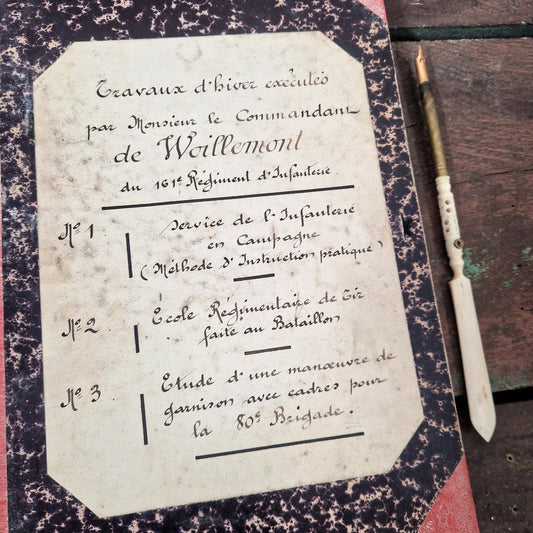 Travaux d'hiver exécutés
par Monsieur le Commandant
de Woillemont
du 161e Régiment d'Infanterie.
No 1
Service de l'Infanterie
en Campagne
(Méthode d'Instruction pratique)
No 2
École Régimentaire de Tir
faite au Bataillon
No 3
Etude d'une manœuvre de
garnison avec cadres pour
la 80e Brigade.